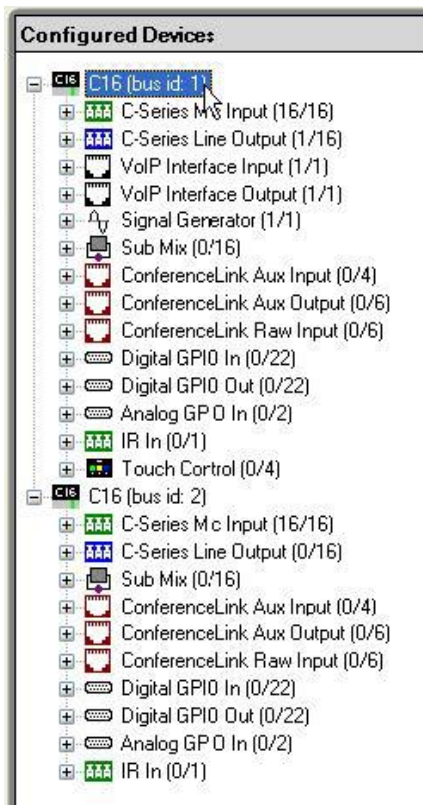 Configured Devices
C16 C16 (bus id: 1)
C-Series Mc Input (16/16)
C-Series Line Output (1/16)
VoIP Interface Input (1/1)
VoIP Interface Output (1/1)
Signal Generator (1/1)
Sub Mix (0/16)
ConferenceLink Aux Input (0/4)
ConferenceLink Aux Output (0/6)
ConferenceLink Raw Input (0/6)
Digital GPIO In (0/22)
Digital GPIO Out (0/22)
Analog GPO In (0/2)
IR In (0/1)
Touch Control (0/4)
C16 C16 (bus id: 2)
C-Series Mc Input (16/16)
C-Series Line Output (0/16)
Sub Mix (0/16)
ConferenceLink Aux Input (0/4)
ConferenceLink Aux Output (0/6)
ConferenceLink Raw Input (0/6)
Digital GPIO In (0/22)
Digital GPIO Out (0/22)
Analog GPO In (0/2)
IR In (0/1)